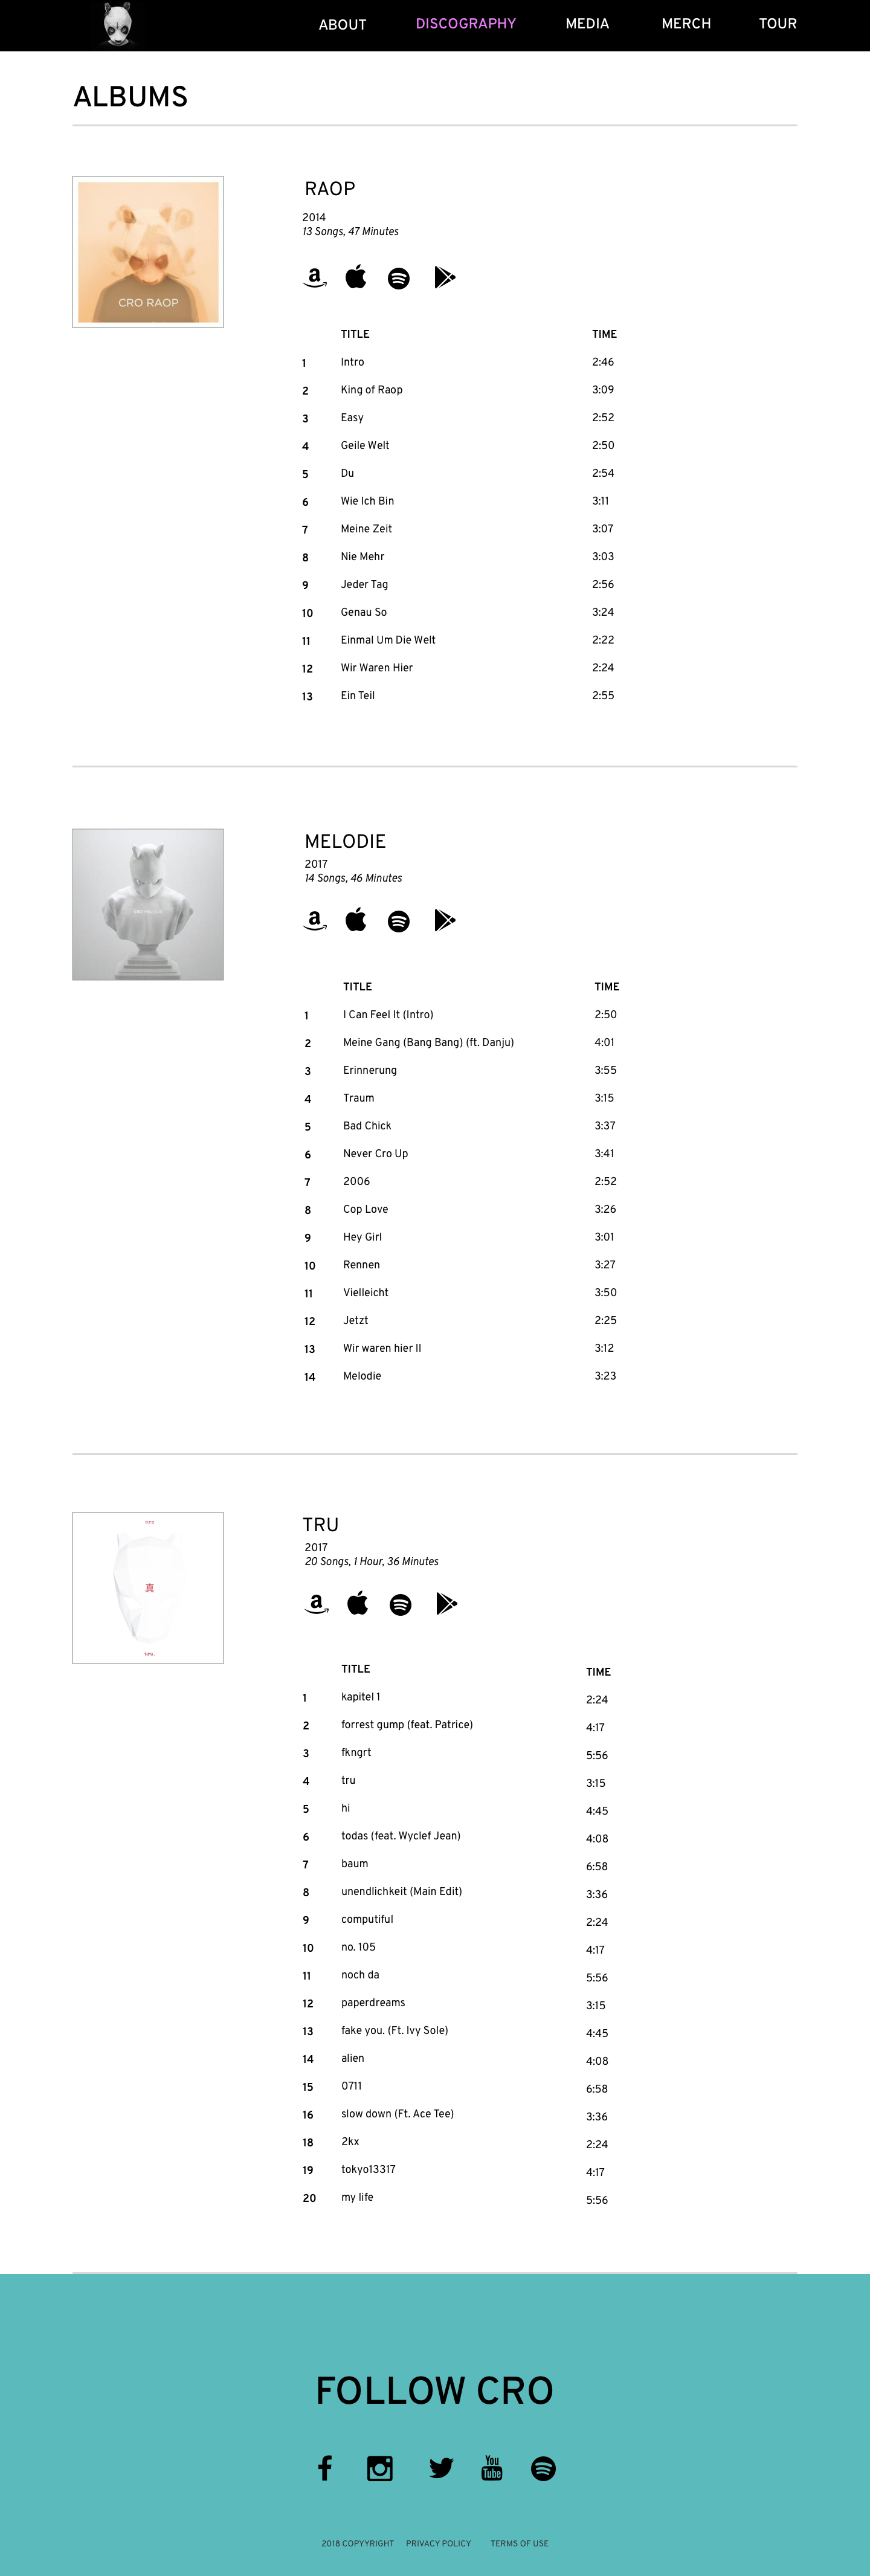 ABOUT DISCOGRAPHY MEDIA MERCH TOUR
ALBUMS
CRO RAOP
RAOP
2014
13 Songs, 47 Minutes
TITLE TIME
1 Intro 2:46
2 King of Raop 3:09
3 Easy 2:52
4 Geile Welt 2:50
5 Du 2:54
6 Wie Ich Bin 3:11
7 Meine Zeit 3:07
8 Nie Mehr 3:03
9 Jeder Tag 2:56
10 Genau So 3:24
11 Einmal Um Die Welt 2:22
12 Wir Waren Hier 2:24
13 Ein Teil 2:55
MELODIE
2017
14 Songs, 46 Minutes
TITLE TIME
1 I Can Feel It (Intro) 2:50
2 Meine Gang (Bang Bang) (ft. Danju) 4:01
3 Erinnerung 3:55
4 Traum 3:15
5 Bad Chick 3:37
6 Never Cro Up 3:41
7 2006 2:52
8 Cop Love 3:26
9 Hey Girl 3:01
10 Rennen 3:27
11 Vielleicht 3:50
12 Jetzt 2:25
13 Wir waren hier II 3:12
14 Melodie 3:23
真
TRU
2017
20 Songs, 1 Hour, 36 Minutes
TITLE TIME
1 kapitel 1 2:24
2 forrest gump (feat. Patrice) 4:17
3 fkngrt 5:56
4 tru 3:15
5 hi 4:45
6 todas (feat. Wyclef Jean) 4:08
7 baum 6:58
8 unendlichkeit (Main Edit) 3:36
9 computiful 2:24
10 no. 105 4:17
11 noch da 5:56
12 paperdreams 3:15
13 fake you. (Ft. Ivy Sole) 4:45
14 alien 4:08
15 0711 6:58
16 slow down (Ft. Ace Tee) 3:36
18 2kx 2:24
19 tokyo13317 4:17
20 my life 5:56
FOLLOW CRO
You Tube
2018 COPYYRIGHT PRIVACY POLICY TERMS OF USE